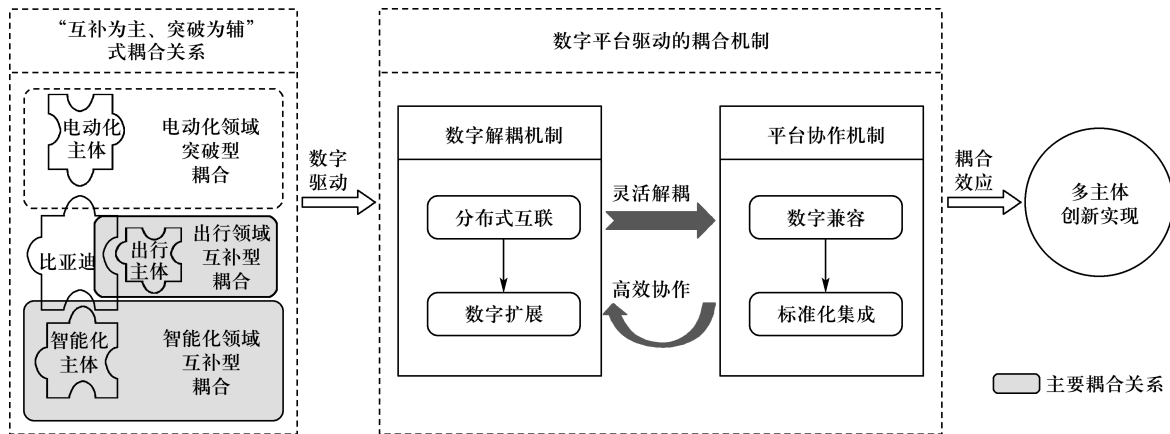 “互补为主、突破为辅”
式耦合关系
电动化
主体
电动化领域
突破型
耦合
比亚迪
出行
主体
出行领域
互补型
耦合
智能化
主体
智能化领域
互补型
耦合
数字
驱动
数字平台驱动的耦合机制
数字解耦机制
分布式互联
数字扩展
灵活解耦
高效协作
平台协作机制
数字兼容
标准化集成
耦合
效应
多主体
创新实现
主要耦合关系